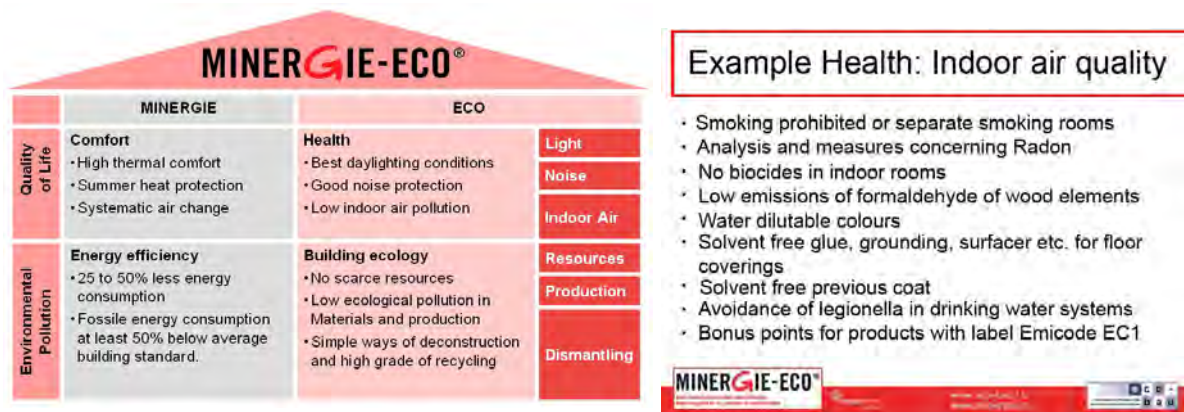 MINERGIE-ECO®
MINERGIE
ECO
Quality
of Life
Comfort
• High thermal comfort
• Summer heat protection
• Systematic air change
Health
• Best daylighting conditions
• Good noise protection
• Low indoor air pollution
Light
Noise
Indoor Air
Environmental
Pollution
Energy efficiency
• 25 to 50% less energy
consumption
• Fossile energy consumption
at least 50% below average
building standard.
Building ecology
• No scarce resources
• Low ecological pollution in
Materials and production
• Simple ways of deconstruction
and high grade of recycling
Resources
Production
Dismantling
Example Health: Indoor air quality
• Smoking prohibited or separate smoking rooms
• Analysis and measures concerning Radon
• No biocides in indoor rooms
• Low emissions of formaldehyde of wood elements
• Water dilutable colours
• Solvent free glue, grounding, surfacer etc. for floor
coverings
• Solvent free previous coat
• Avoidance of legionella in drinking water systems
• Bonus points for products with label Emicode EC1
MINERGIE-ECO®